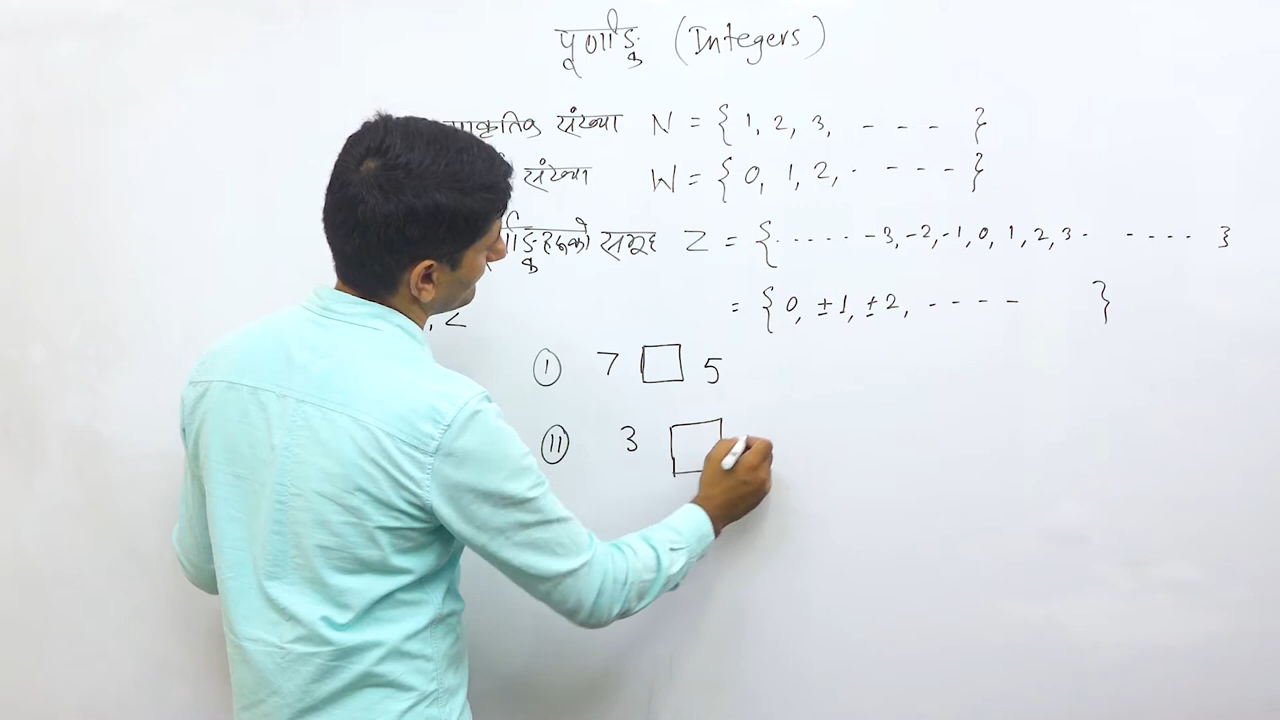 पूर्णाङ्क (Integers)
प्राकृतिक संख्या N = { 1, 2, 3, - - - }
संख्या W = { 0, 1, 2, - - - - }
पूर्णाङ्कहरूको समूह Z = { ...... -3, -2, -1, 0, 1, 2, 3 ..... }
= { 0, ±1, ±2, - - - - }
, <
(I) 7 □ 5
(II) 3 □